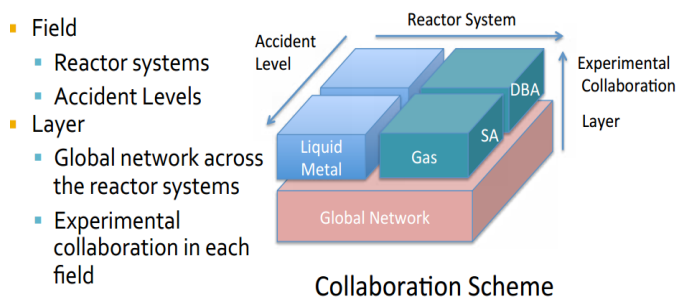 Field
Reactor systems
Accident Levels
Layer
Global network across
the reactor systems
Experimental
collaboration in each
field
Reactor System
Accident
Level
Experimental
Collaboration
Layer
DBA
SA
Liquid
Metal
Gas
Global Network
Collaboration Scheme